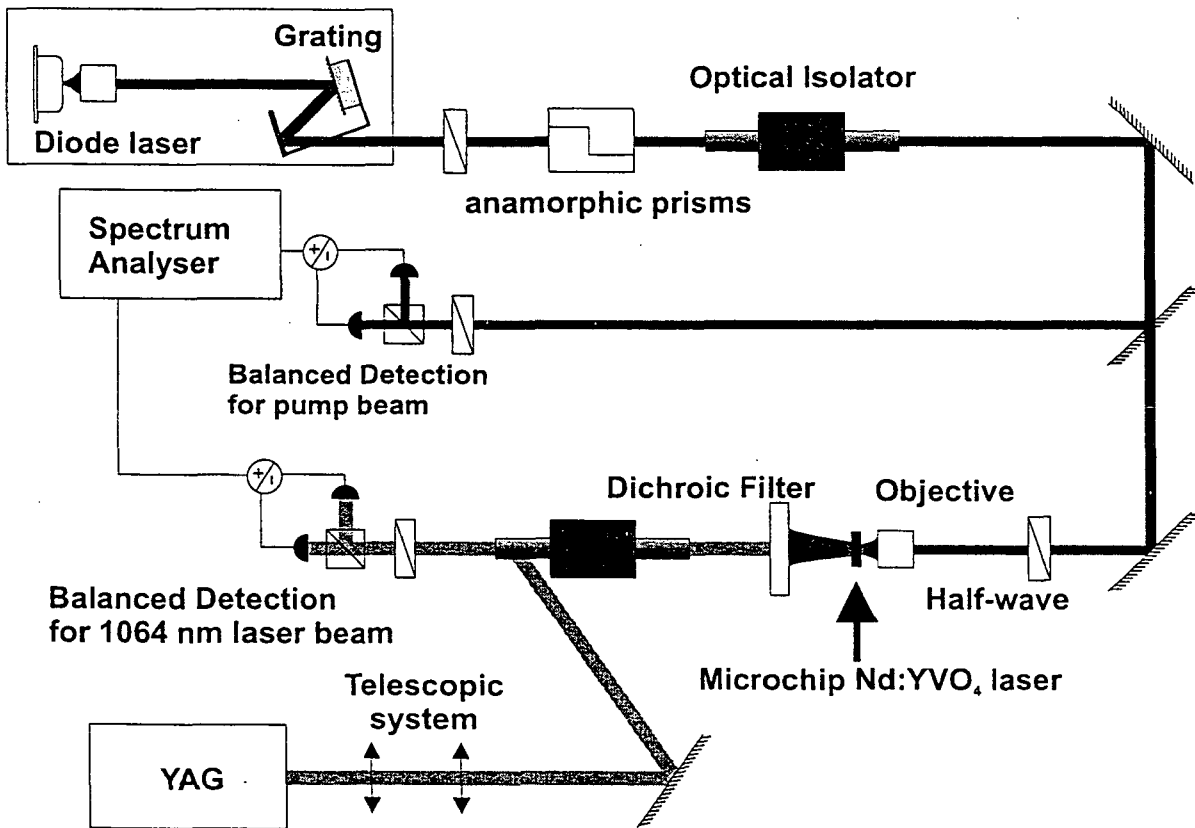 Grating
Diode laser
Optical Isolator
anamorphic prisms
Spectrum
Analyser
+/-
Balanced Detection
for pump beam
+/-
Dichroic Filter
Objective
Balanced Detection
for 1064 nm laser beam
Half-wave
Microchip Nd:YVO₄ laser
Telescopic
system
YAG